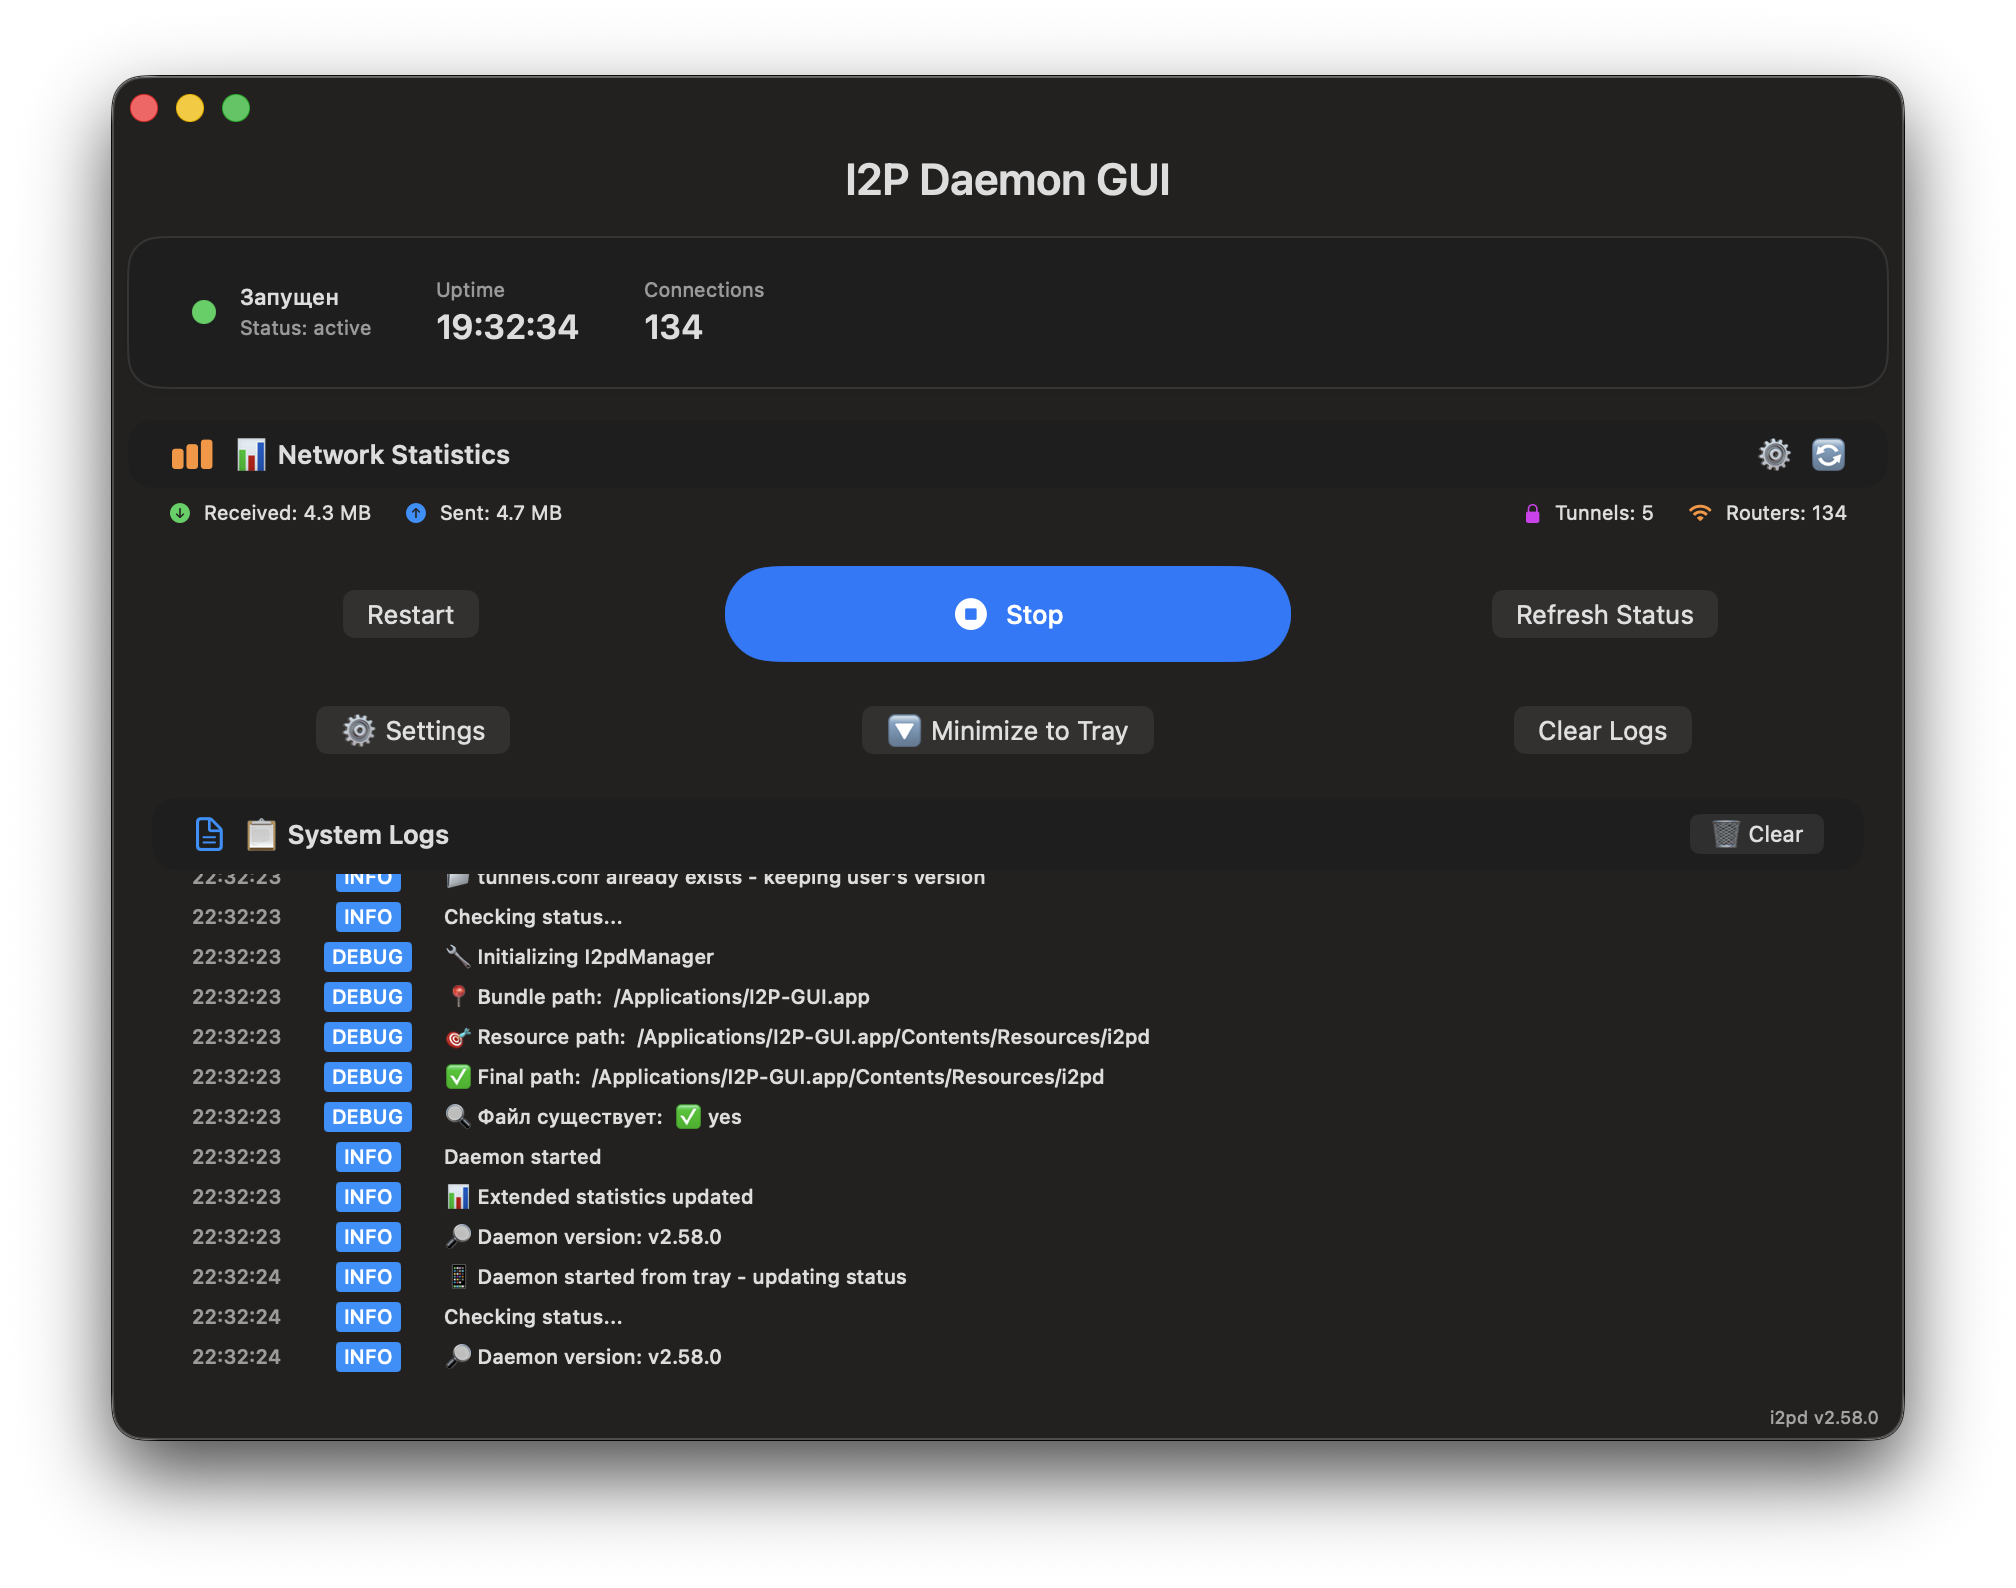 I2P Daemon GUI
Запущен
Status: active
Uptime
19:32:34
Connections
134
Network Statistics
Received: 4.3 MB
Sent: 4.7 MB
Tunnels: 5
Routers: 134
Restart
Stop
Refresh Status
Settings
Minimize to Tray
Clear Logs
System Logs
Clear
22:32:23 INFO tunnels.conf already exists - keeping user's version
22:32:23 INFO Checking status...
22:32:23 DEBUG Initializing I2pdManager
22:32:23 DEBUG Bundle path: /Applications/I2P-GUI.app
22:32:23 DEBUG Resource path: /Applications/I2P-GUI.app/Contents/Resources/i2pd
22:32:23 DEBUG Final path: /Applications/I2P-GUI.app/Contents/Resources/i2pd
22:32:23 DEBUG Файл существует: yes
22:32:23 INFO Daemon started
22:32:23 INFO Extended statistics updated
22:32:23 INFO Daemon version: v2.58.0
22:32:24 INFO Daemon started from tray - updating status
22:32:24 INFO Checking status...
22:32:24 INFO Daemon version: v2.58.0
i2pd v2.58.0